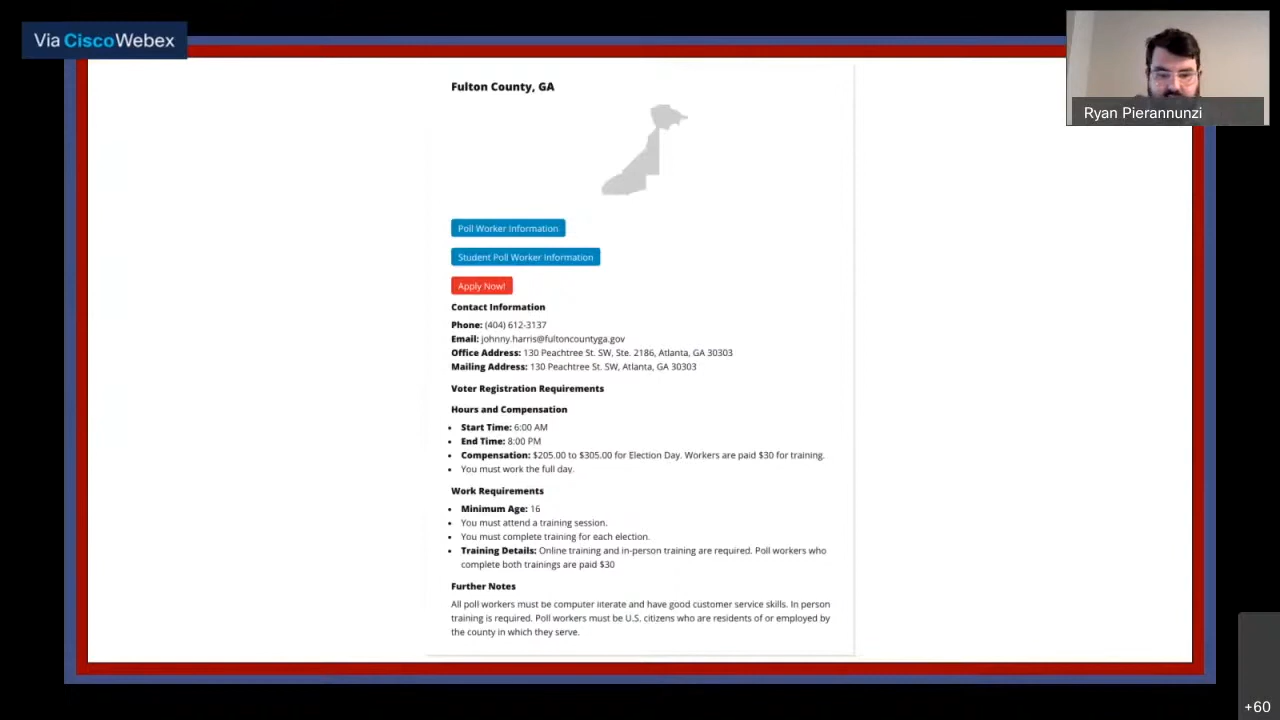 Via Cisco Webex
Ryan Pierannunzi
Fulton County, GA
Poll Worker Information
Student Poll Worker Information
Apply Now!
Contact Information
Phone: (404) 612-3137
Email: johnny.harris@fultoncountyga.gov
Office Address: 130 Peachtree St. SW, Ste. 2186, Atlanta, GA 30303
Mailing Address: 130 Peachtree St. SW, Atlanta, GA 30303
Voter Registration Requirements
Hours and Compensation
• Start Time: 6:00 AM
• End Time: 8:00 PM
• Compensation: $205.00 to $305.00 for Election Day. Workers are paid $30 for training.
• You must work the full day.
Work Requirements
• Minimum Age: 16
• You must attend a training session.
• You must complete training for each election.
• Training Details: Online training and in-person training are required. Poll workers who
complete both trainings are paid $30
Further Notes
All poll workers must be computer literate and have good customer service skills. In person
training is required. Poll workers must be U.S. citizens who are residents of or employed by
the county in which they serve.
+60